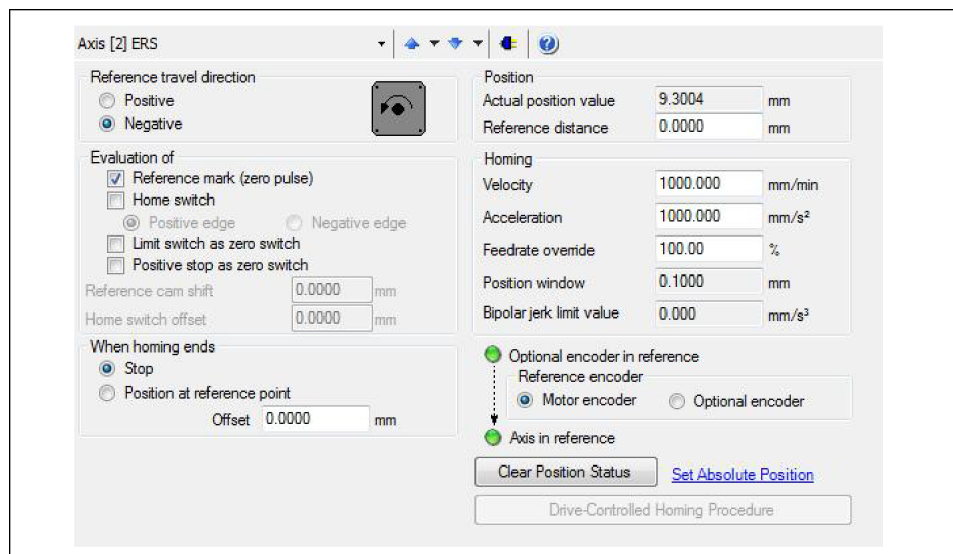 Axis [2] ERS
Reference travel direction
Positive
Negative
Evaluation of
Reference mark (zero pulse)
Home switch
Positive edge Negative edge
Limit switch as zero switch
Positive stop as zero switch
Reference cam shift 0.0000 mm
Home switch offset 0.0000 mm
When homing ends
Stop
Position at reference point
Offset 0.0000 mm
Position
Actual position value 9.3004 mm
Reference distance 0.0000 mm
Homing
Velocity 1000.000 mm/min
Acceleration 1000.000 mm/s²
Feedrate override 100.00 %
Position window 0.1000 mm
Bipolar jerk limit value 0.000 mm/s³
Optional encoder in reference
Reference encoder
Motor encoder Optional encoder
Axis in reference
Clear Position Status Set Absolute Position
Drive-Controlled Homing Procedure